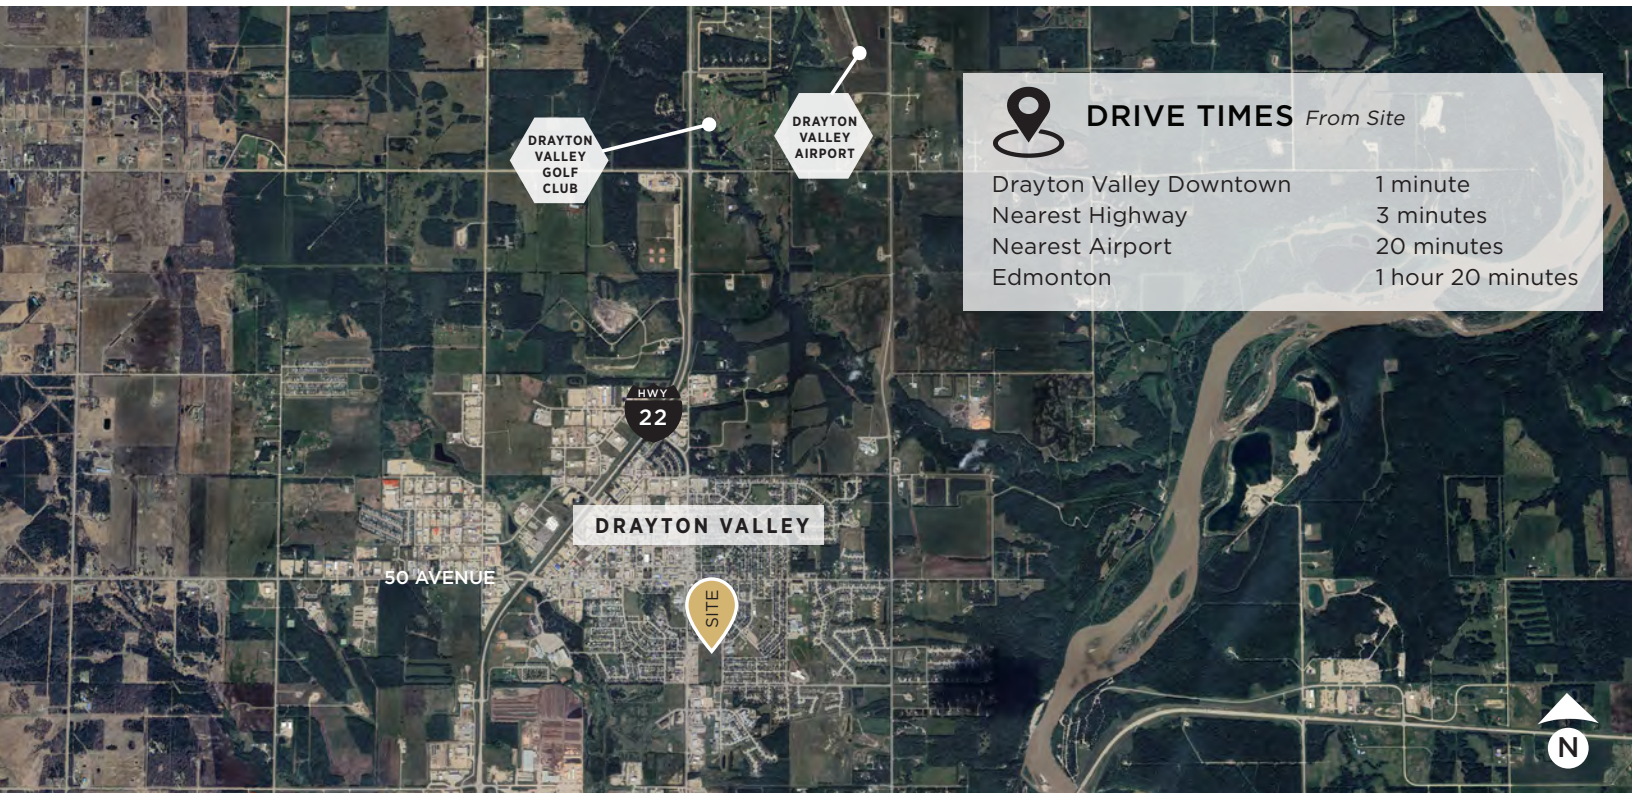 DRAYTON
VALLEY
GOLF
CLUB
DRAYTON
VALLEY
AIRPORT
DRIVE TIMES From Site
Drayton Valley Downtown 1 minute
Nearest Highway 3 minutes
Nearest Airport 20 minutes
Edmonton 1 hour 20 minutes
HWY
22
DRAYTON VALLEY
50 AVENUE
SITE
N